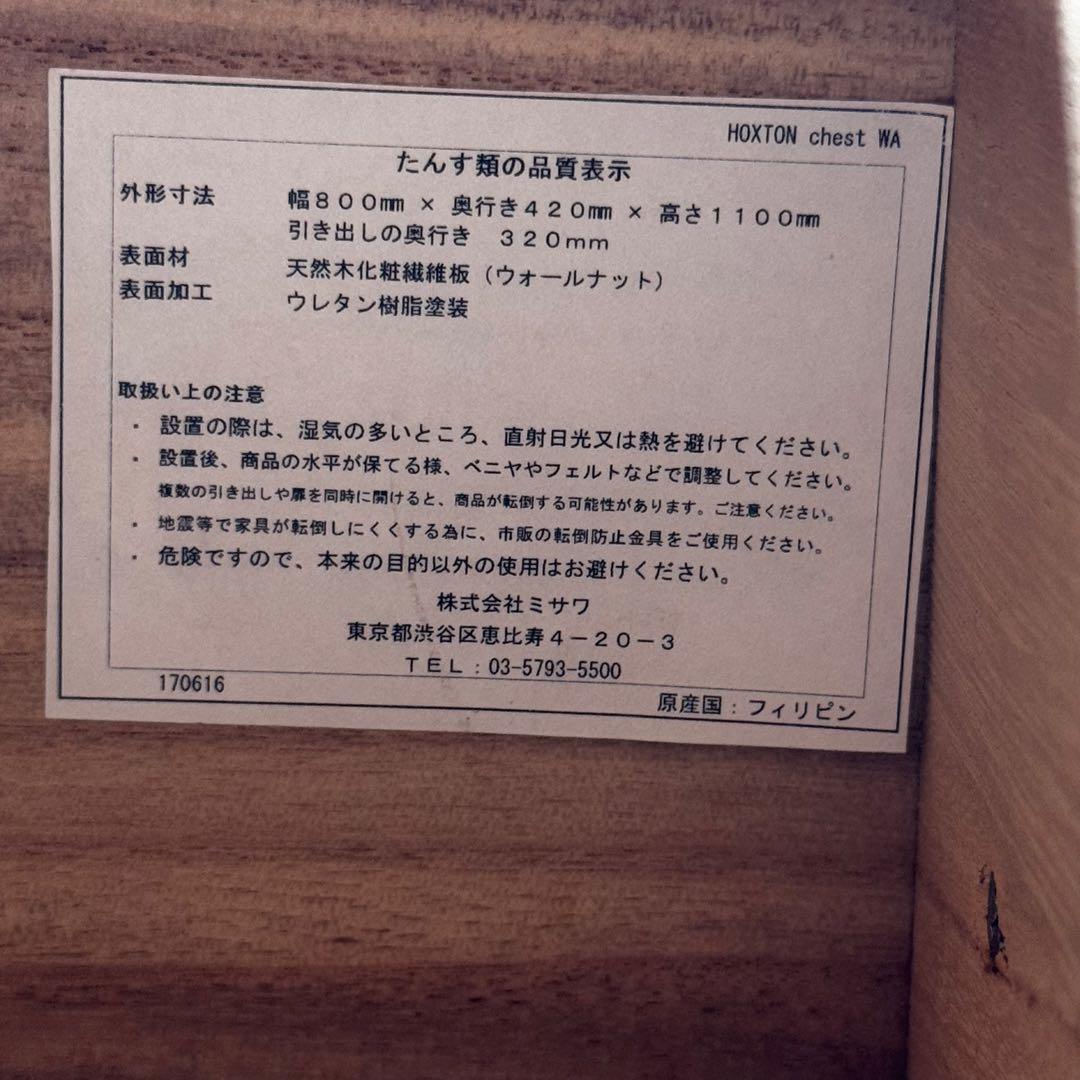 HOXTON chest WA
たんす類の品質表示
外形寸法 幅８００㎜ × 奥行き４２０㎜ × 高さ１１００㎜
引き出しの奥行き　３２０ｍｍ
表面材 天然木化粧繊維板（ウォールナット）
表面加工 ウレタン樹脂塗装
取扱い上の注意
・ 設置の際は、湿気の多いところ、直射日光又は熱を避けてください。
・ 設置後、商品の水平が保てる様、ベニヤやフェルトなどで調整してください。
複数の引き出しや扉を同時に開けると、商品が転倒する可能性があります。ご注意ください。
・ 地震等で家具が転倒しにくくする為に、市販の転倒防止金具をご使用ください。
・ 危険ですので、本来の目的以外の使用はお避けください。
株式会社ミサワ
東京都渋谷区恵比寿４－２０－３
ＴＥＬ：03-5793-5500
170616
原産国：フィリピン